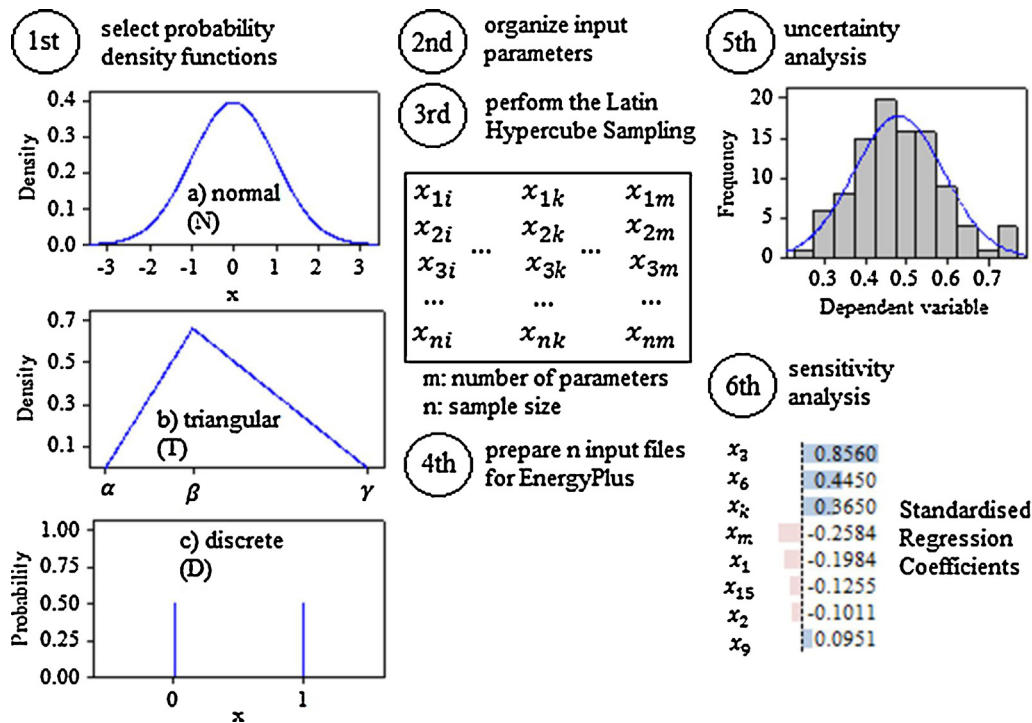 1st
select probability
density functions
0.4
0.3
0.2
0.1
0.0
Density
a) normal
(N)
-3 -2 -1 0 1 2 3
x
0.7
0.5
0.3
0.1
Density
b) triangular
(T)
α β γ
1.00
0.75
0.50
0.25
0.00
Probability
c) discrete
(D)
0 1
x
2nd
organize input
parameters
3rd
perform the Latin
Hypercube Sampling
x1i x1k x1m
x2i ... x2k ... x2m
x3i x3k x3m
... ... ...
xni xnk xnm
m: number of parameters
n: sample size
4th
prepare n input files
for EnergyPlus
5th
uncertainty
analysis
20
15
10
5
0
Frequency
0.3 0.4 0.5 0.6 0.7
Dependent variable
6th
sensitivity
analysis
x3 0.8560
x6 0.4450
xk 0.3650
xm -0.2584
x1 -0.1984
x15 -0.1255
x2 -0.1011
x9 0.0951
Standardised
Regression
Coefficients